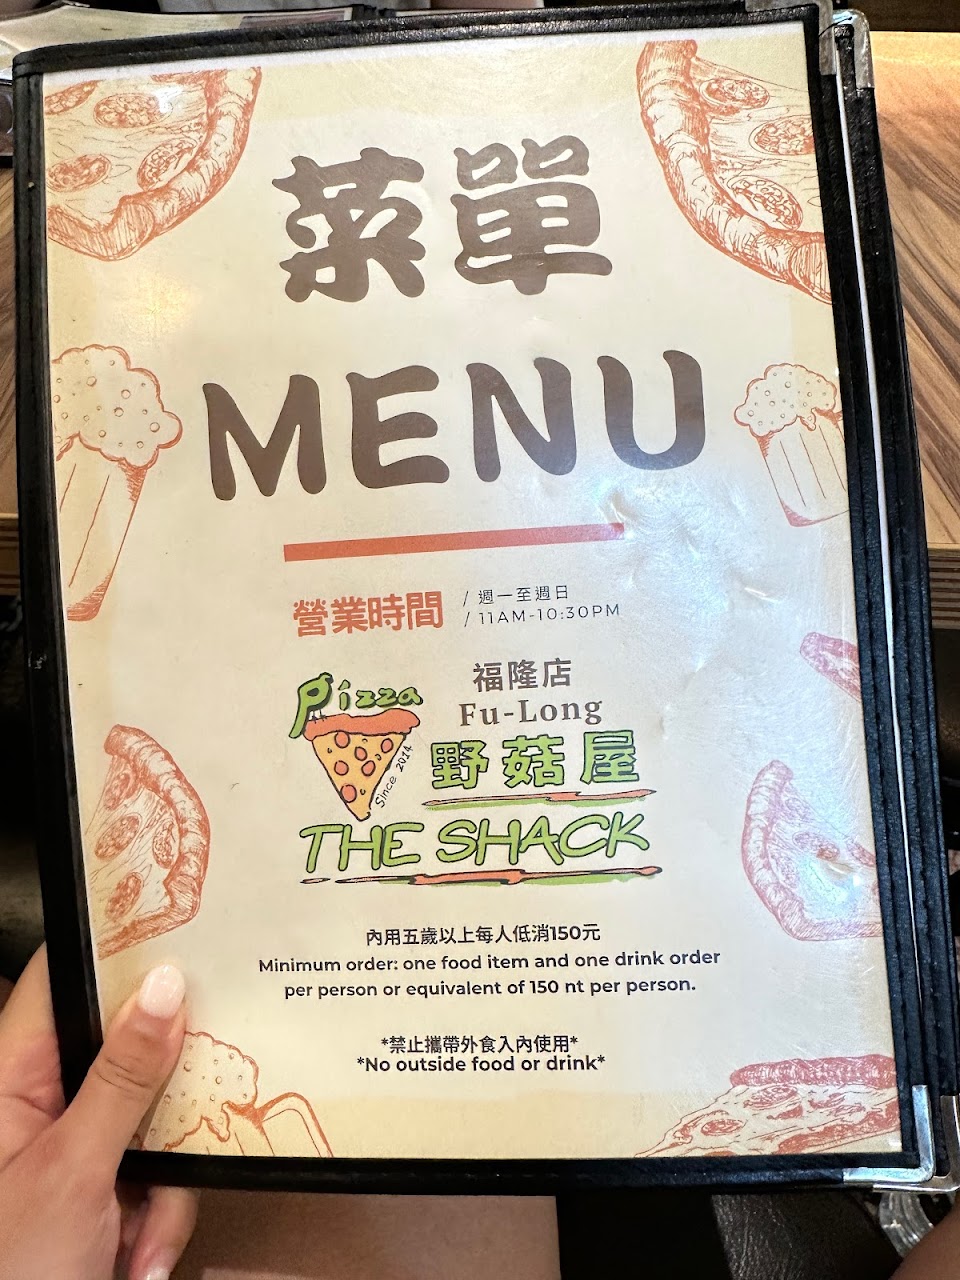 菜單
MENU
營業時間
/ 週一至週日
/ 11AM-10:30PM
福隆店
Fu-Long
Pizza
Since 2014
野菇屋
THE SHACK
內用五歲以上每人低消150元
Minimum order: one food item and one drink order
per person or equivalent of 150 nt per person.
*禁止攜帶外食入內使用*
*No outside food or drink*